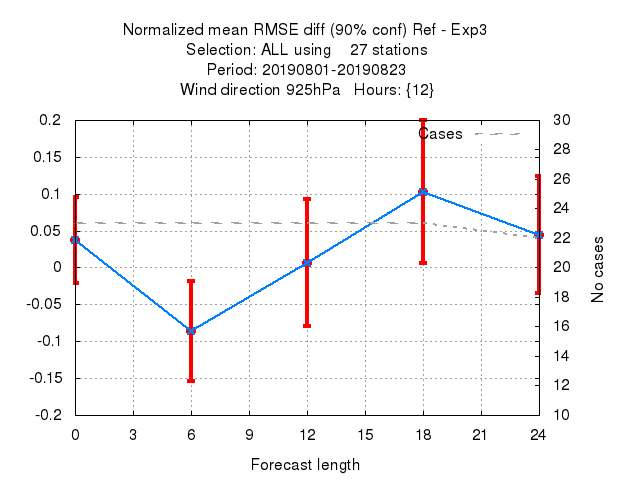 Normalized mean RMSE diff (90% conf) Ref - Exp3
Selection: ALL using    27 stations
Period: 20190801-20190823
Wind direction 925hPa   Hours: {12}
Cases
0.2
0.15
0.1
0.05
0
-0.05
-0.1
-0.15
-0.2
30
28
26
24
22
20
18
16
14
12
10
No cases
0 3 6 9 12 15 18 21 24
Forecast length